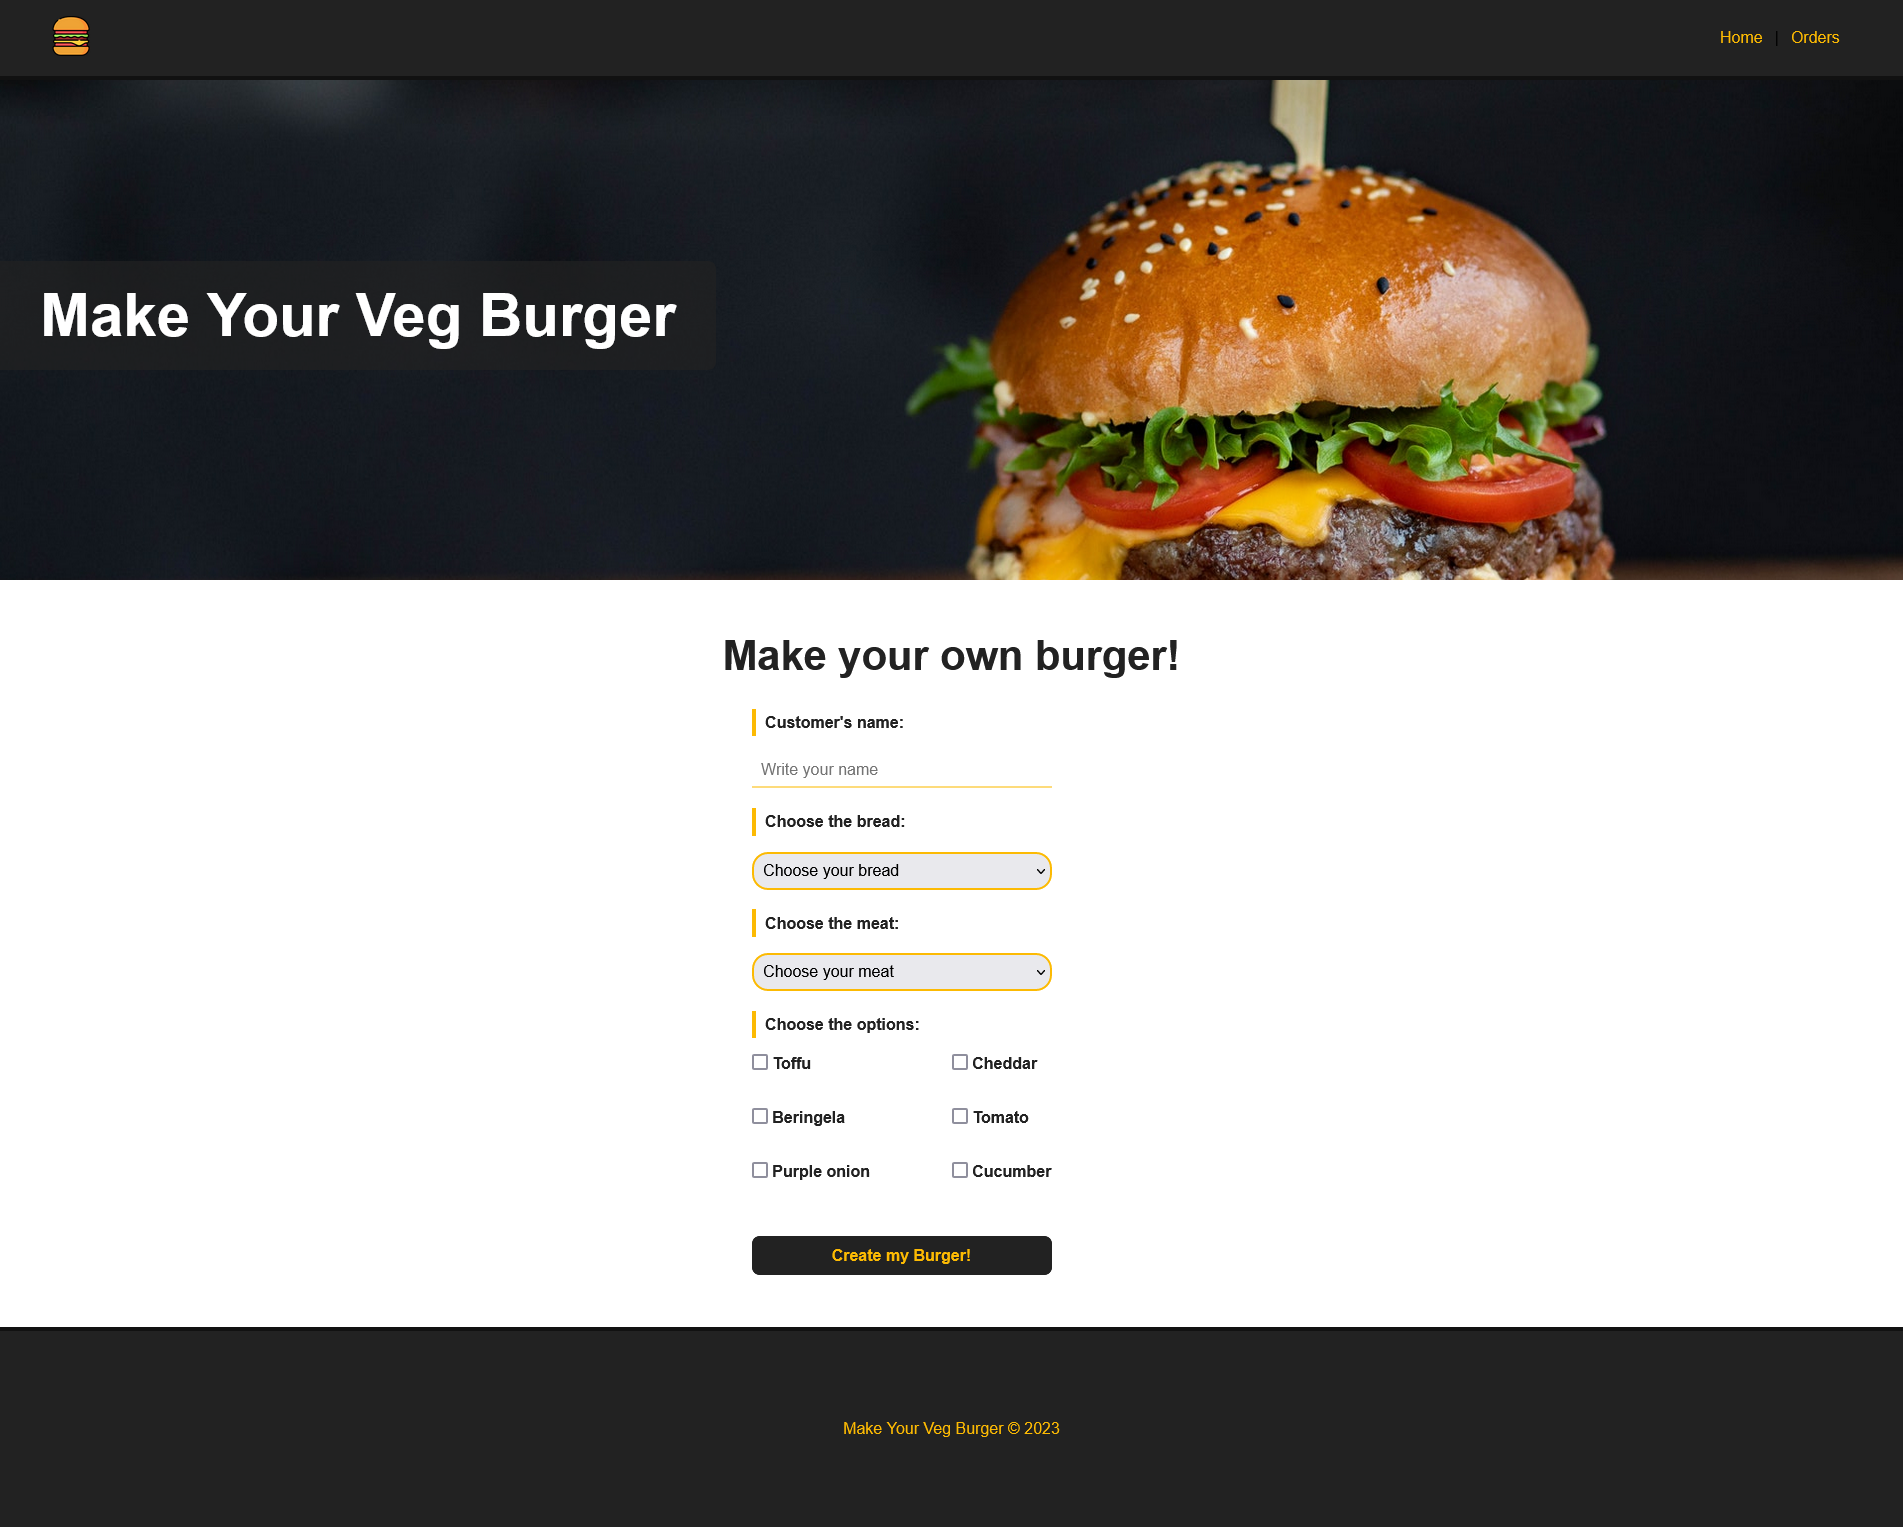 Home | Orders
Make Your Veg Burger
Make your own burger!
Customer's name:
Write your name
Choose the bread:
Choose your bread
Choose the meat:
Choose your meat
Choose the options:
Toffu Cheddar
Beringela Tomato
Purple onion Cucumber
Create my Burger!
Make Your Veg Burger © 2023